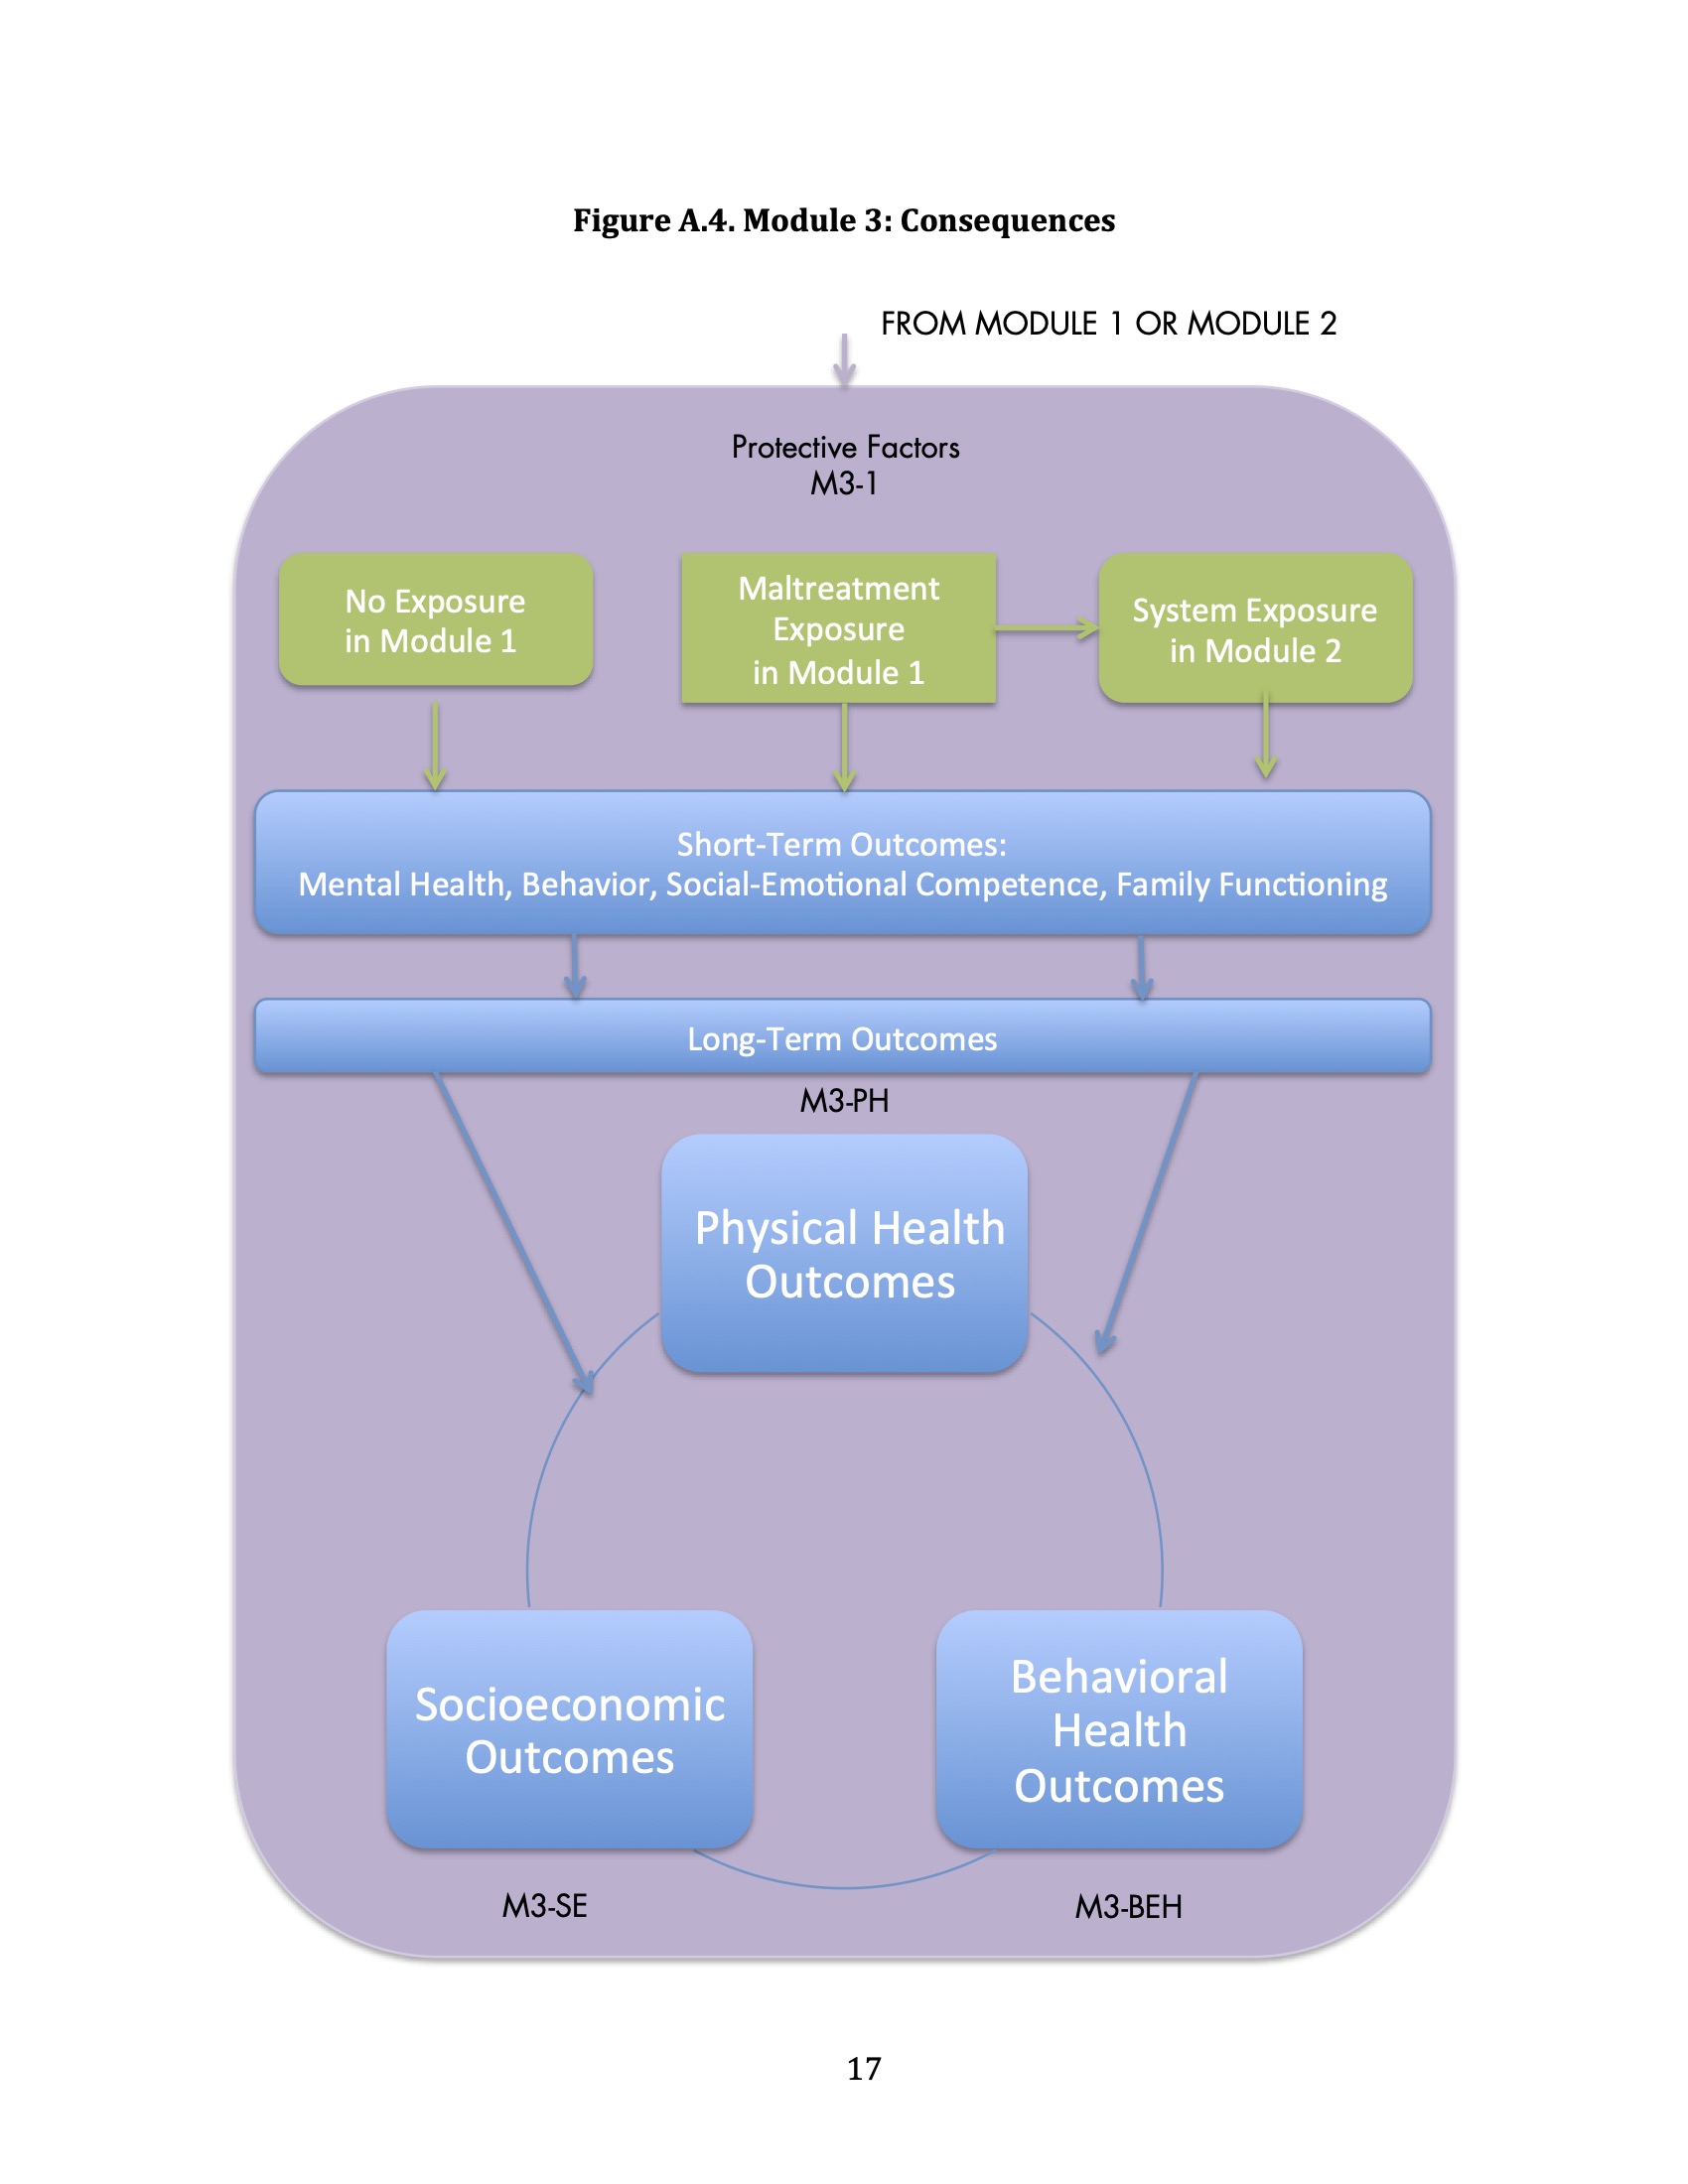 Figure A.4. Module 3: Consequences
FROM MODULE 1 OR MODULE 2
Protective Factors
M3-1
No Exposure
in Module 1
Maltreatment
Exposure
in Module 1
System Exposure
in Module 2
Short-Term Outcomes:
Mental Health, Behavior, Social-Emotional Competence, Family Functioning
Long-Term Outcomes
M3-PH
Physical Health
Outcomes
Socioeconomic
Outcomes
Behavioral
Health
Outcomes
M3-SE
M3-BEH
17